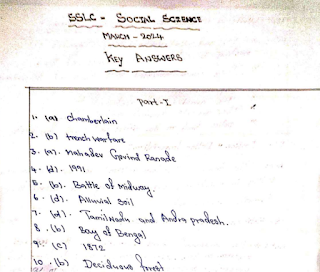 SSLC - SOCIAL SCIENCE
MARCH - 2024
KEY ANSWERS
Part-I
1. (a) Chamberlain
2. (b) trench warfare
3. (a). Mahadev Govind Ranade
4. (d). 1991
5. (b). Battle of Midway.
6. (d). Alluvial Soil
7. (d). Tamilnadu and Andra pradesh.
8. (b) Bay of Bengal
9. (c) 1872
10. (b) Deciduous forest